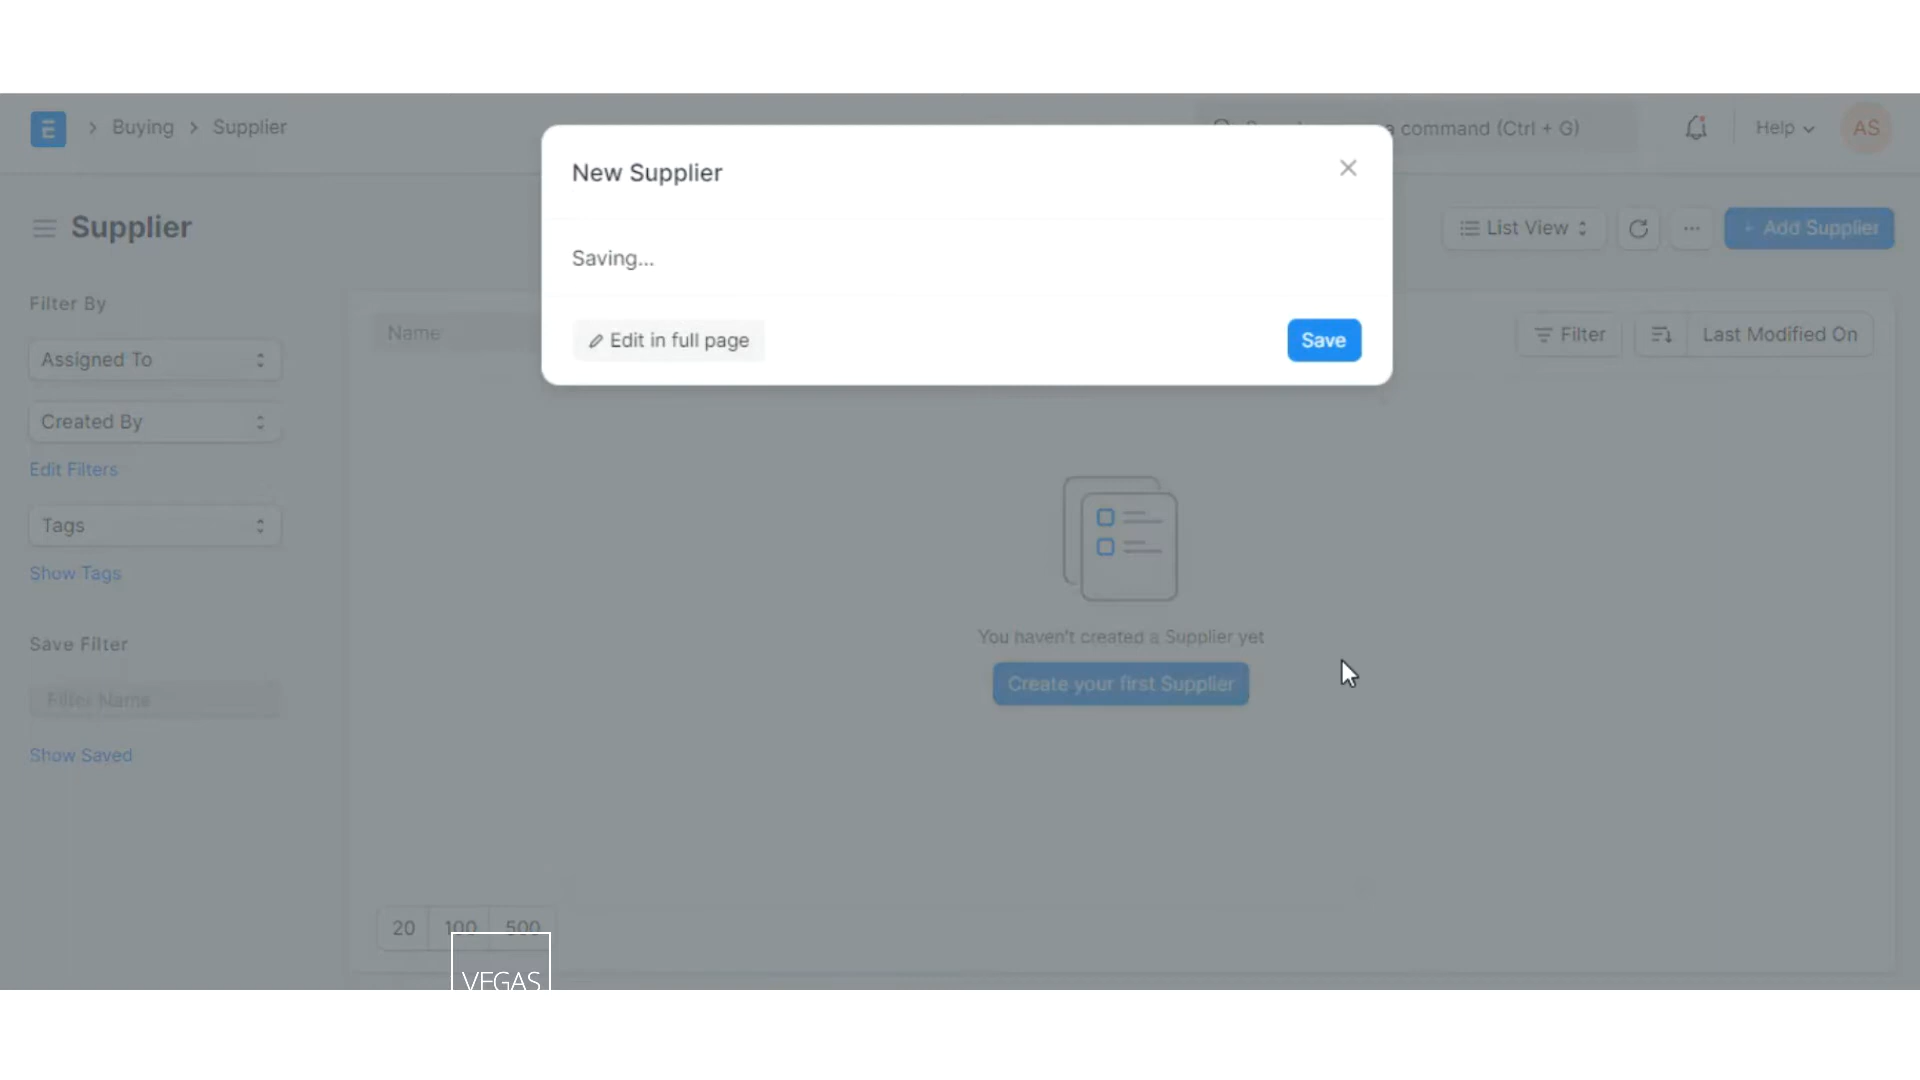 E
Buying
Supplier
a command (Ctrl + G)
Help
AS
New Supplier
Saving...
Edit in full page
Save
Supplier
List View
Add Supplier
Filter By
Assigned To
Created By
Edit Filters
Tags
Show Tags
Save Filter
Filter Name
Show Saved
Name
Filter
Last Modified On
You haven't created a Supplier yet
Create your first Supplier
20
100
500
VEGAS